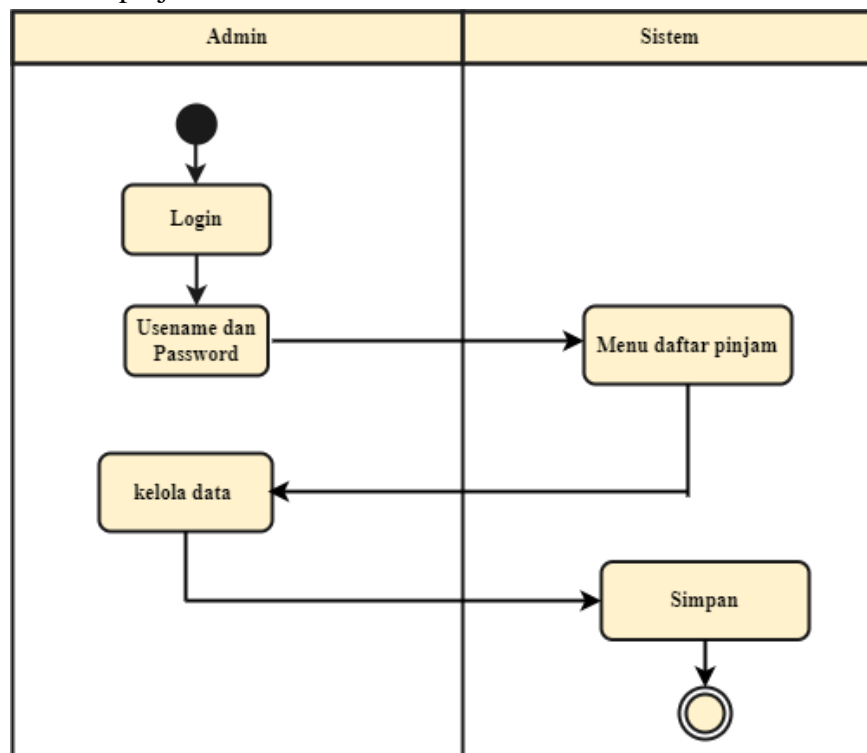 Admin
Sistem
Login
Usename dan
Password
Menu daftar pinjam
kelola data
Simpan